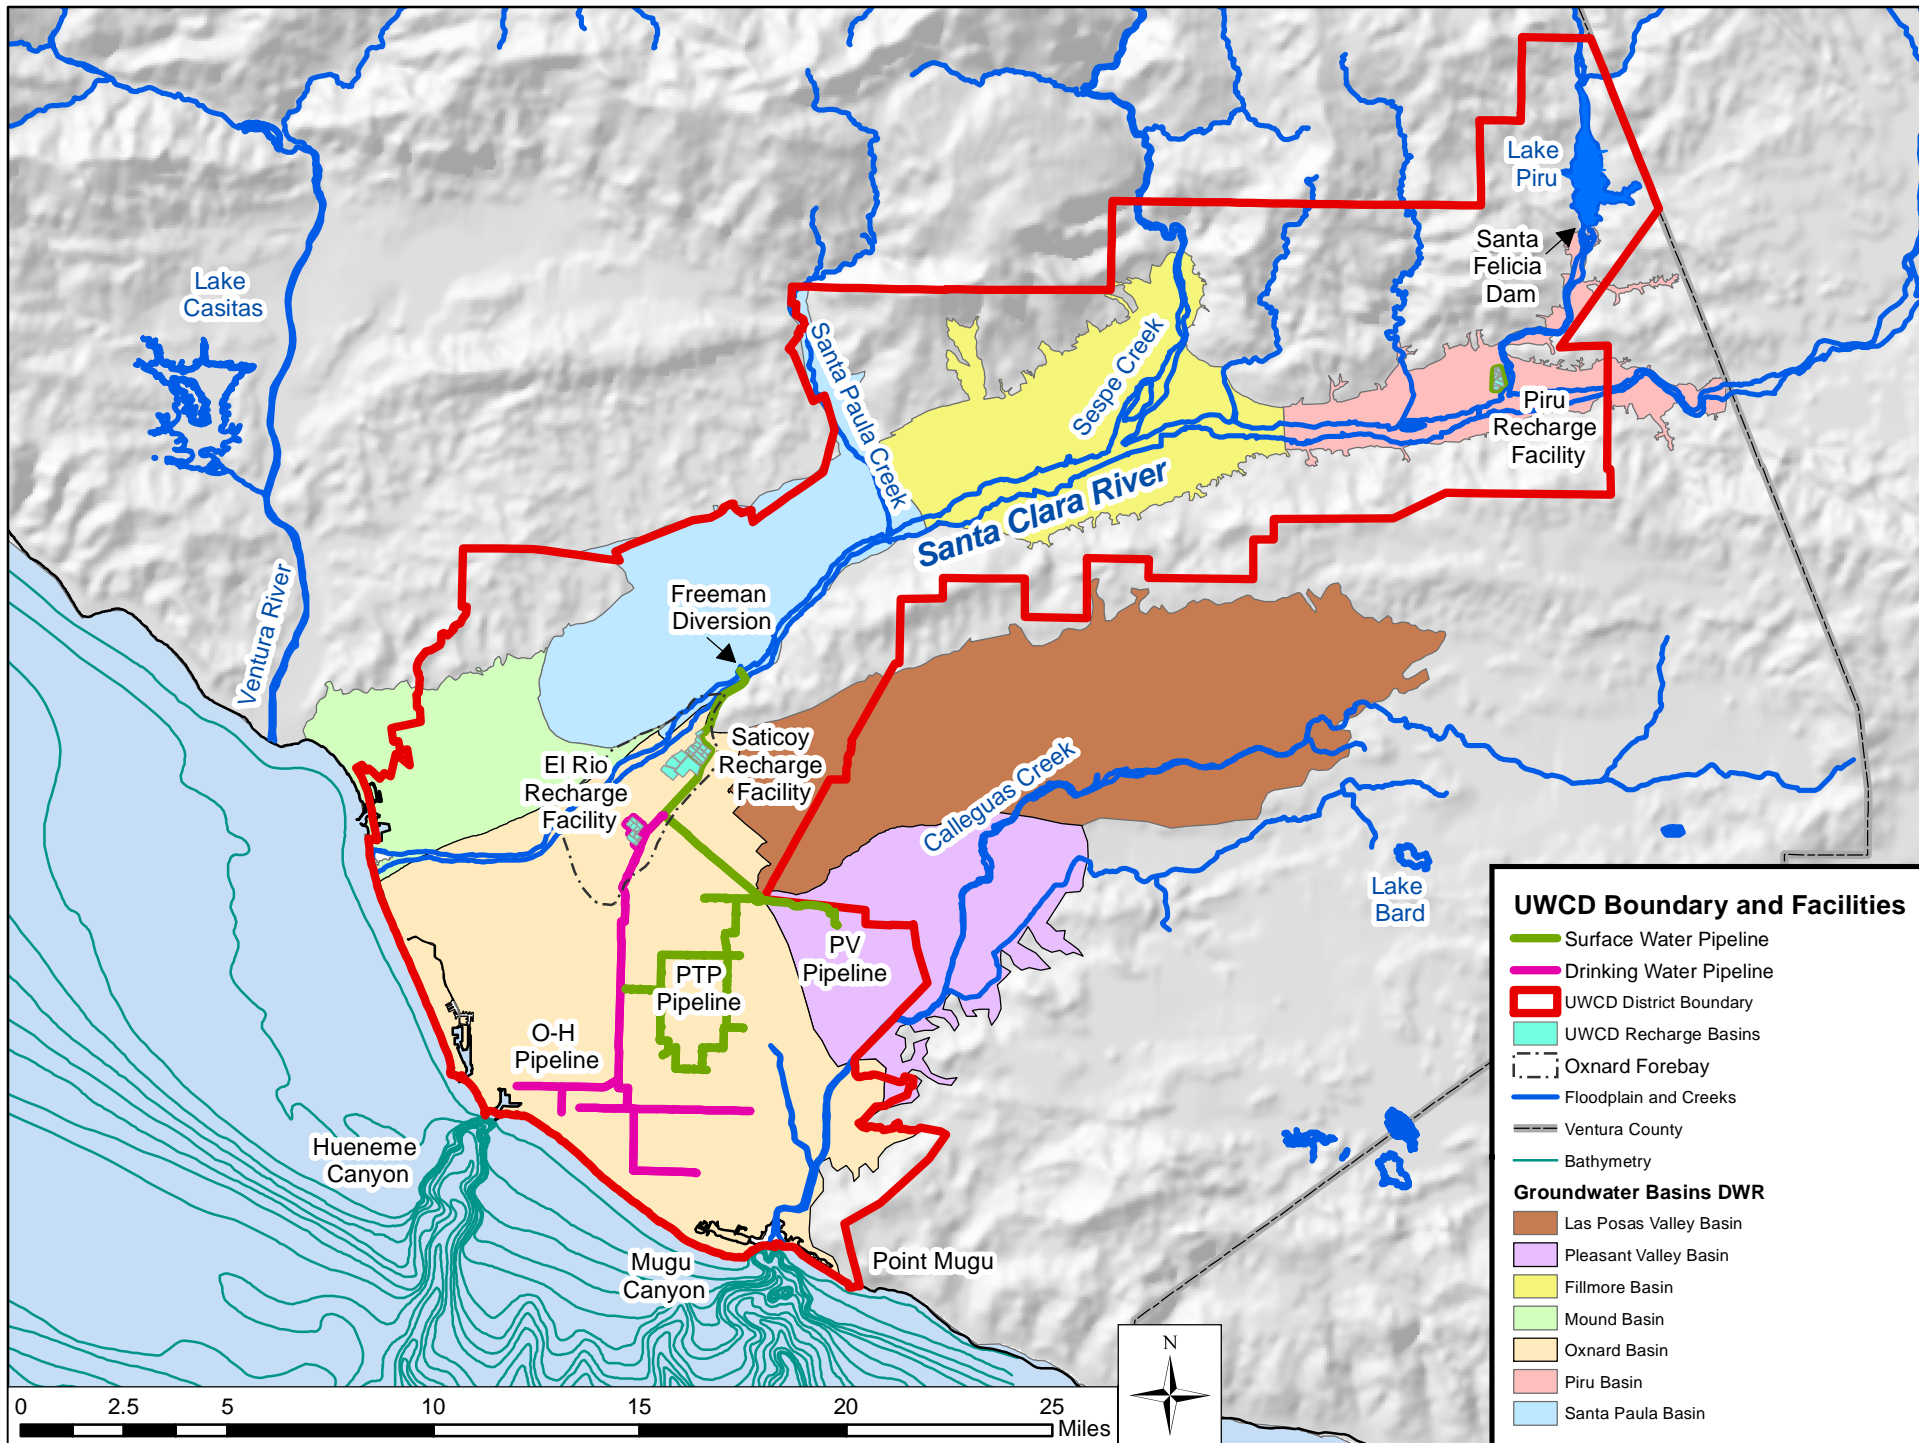 Lake
Piru
Santa
Felicia
Dam
Lake
Casitas
Santa Paula Creek
Sespe Creek
Piru
Recharge
Facility
Santa Clara River
Ventura River
Freeman
Diversion
Saticoy
Recharge
Facility
El Rio
Recharge
Facility
Calleguas Creek
Lake
Bard
PV
Pipeline
PTP
Pipeline
O-H
Pipeline
Hueneme
Canyon
Mugu
Canyon
Point Mugu
UWCD Boundary and Facilities
Surface Water Pipeline
Drinking Water Pipeline
UWCD District Boundary
UWCD Recharge Basins
Oxnard Forebay
Floodplain and Creeks
Ventura County
Bathymetry
Groundwater Basins DWR
Las Posas Valley Basin
Pleasant Valley Basin
Fillmore Basin
Mound Basin
Oxnard Basin
Piru Basin
Santa Paula Basin
N
0 2.5 5 10 15 20 25
Miles